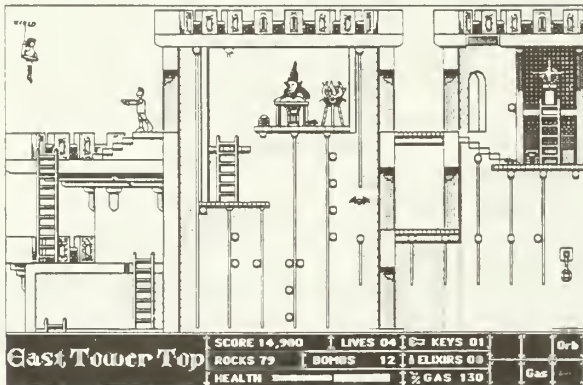 East Tower Top
SCORE 14,900 LIVES 04 KEYS 01
ROCKS 79 BOMBS 12 ELIXIRS 00
HEALTH GAS 130
Orb
Gas